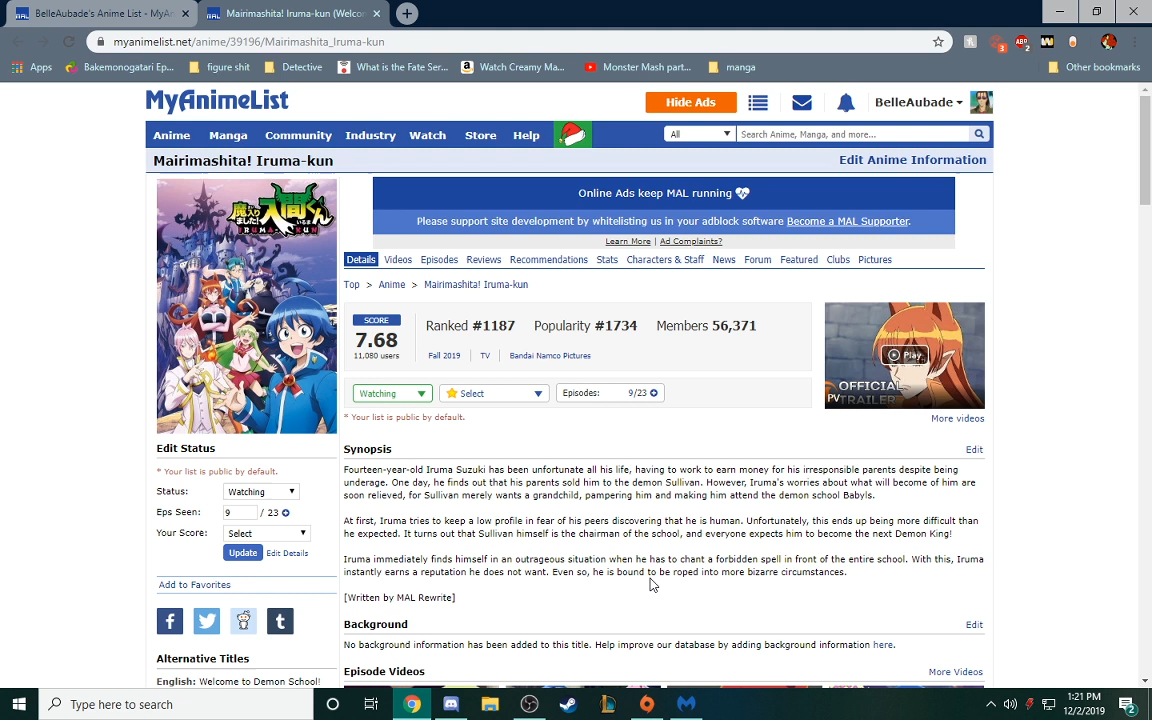 BelleAubade's Anime List - MyAn
Mairimashita! Iruma-kun (Welco
myanimelist.net/anime/39196/Mairimashita_Iruma-kun
Apps
Bakemonogatari Ep...
figure shit
Detective
What is the Fate Ser...
Watch Creamy Ma...
Monster Mash part...
manga
Other bookmarks
MyAnimeList
Hide Ads
BelleAubade
Anime Manga Community Industry Watch Store Help
All
Search Anime, Manga, and more...
Mairimashita! Iruma-kun
Edit Anime Information
魔入りました!入間くん
IRUMA-KUN
Online Ads keep MAL running
Please support site development by whitelisting us in your adblock software Become a MAL Supporter.
Learn More | Ad Complaints?
Details Videos Episodes Reviews Recommendations Stats Characters & Staff News Forum Featured Clubs Pictures
Top > Anime > Mairimashita! Iruma-kun
SCORE
7.68
11,080 users
Ranked #1187 Popularity #1734 Members 56,371
Fall 2019 | TV | Bandai Namco Pictures
Watching
Select
Episodes: 9/23
* Your list is public by default.
Play
OFFICIAL
TRAILER
PV
More videos
Edit Status
* Your list is public by default.
Status: Watching
Eps Seen: 9 / 23
Your Score: Select
Update Edit Details
Add to Favorites
Alternative Titles
English: Welcome to Demon School!
Synopsis
Edit
Fourteen-year-old Iruma Suzuki has been unfortunate all his life, having to work to earn money for his irresponsible parents despite being
underage. One day, he finds out that his parents sold him to the demon Sullivan. However, Iruma's worries about what will become of him are
soon relieved, for Sullivan merely wants a grandchild, pampering him and making him attend the demon school Babyls.
At first, Iruma tries to keep a low profile in fear of his peers discovering that he is human. Unfortunately, this ends up being more difficult than
he expected. It turns out that Sullivan himself is the chairman of the school, and everyone expects him to become the next Demon King!
Iruma immediately finds himself in an outrageous situation when he has to chant a forbidden spell in front of the entire school. With this, Iruma
instantly earns a reputation he does not want. Even so, he is bound to be roped into more bizarre circumstances.
[Written by MAL Rewrite]
Background
Edit
No background information has been added to this title. Help improve our database by adding background information here.
Episode Videos
More Videos
Type here to search
1:21 PM
12/2/2019
2